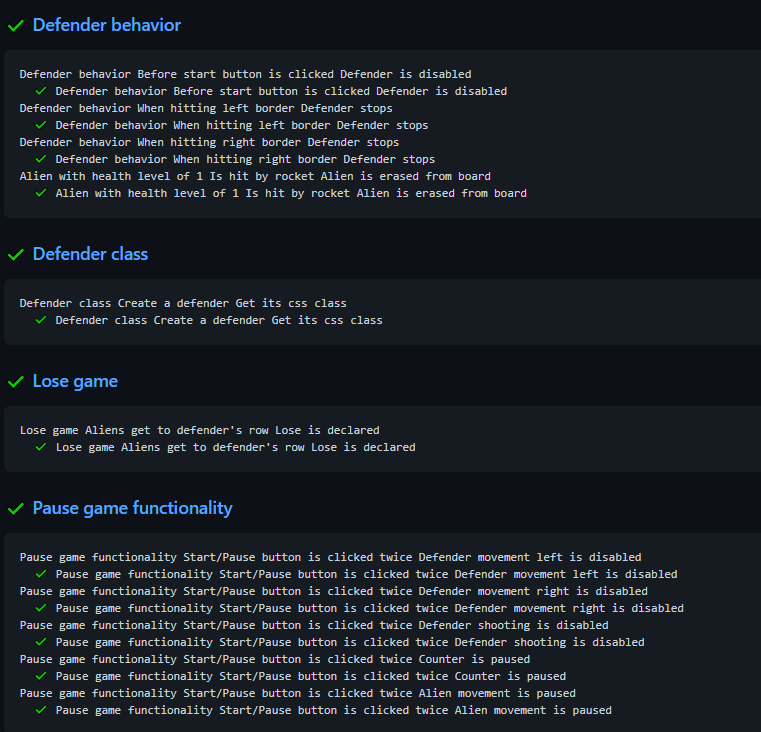 Defender behavior
Defender behavior Before start button is clicked Defender is disabled
Defender behavior Before start button is clicked Defender is disabled
Defender behavior When hitting left border Defender stops
Defender behavior When hitting left border Defender stops
Defender behavior When hitting right border Defender stops
Defender behavior When hitting right border Defender stops
Alien with health level of 1 Is hit by rocket Alien is erased from board
Alien with health level of 1 Is hit by rocket Alien is erased from board
Defender class
Defender class Create a defender Get its css class
Defender class Create a defender Get its css class
Lose game
Lose game Aliens get to defender's row Lose is declared
Lose game Aliens get to defender's row Lose is declared
Pause game functionality
Pause game functionality Start/Pause button is clicked twice Defender movement left is disabled
Pause game functionality Start/Pause button is clicked twice Defender movement left is disabled
Pause game functionality Start/Pause button is clicked twice Defender movement right is disabled
Pause game functionality Start/Pause button is clicked twice Defender movement right is disabled
Pause game functionality Start/Pause button is clicked twice Defender shooting is disabled
Pause game functionality Start/Pause button is clicked twice Defender shooting is disabled
Pause game functionality Start/Pause button is clicked twice Counter is paused
Pause game functionality Start/Pause button is clicked twice Counter is paused
Pause game functionality Start/Pause button is clicked twice Alien movement is paused
Pause game functionality Start/Pause button is clicked twice Alien movement is paused